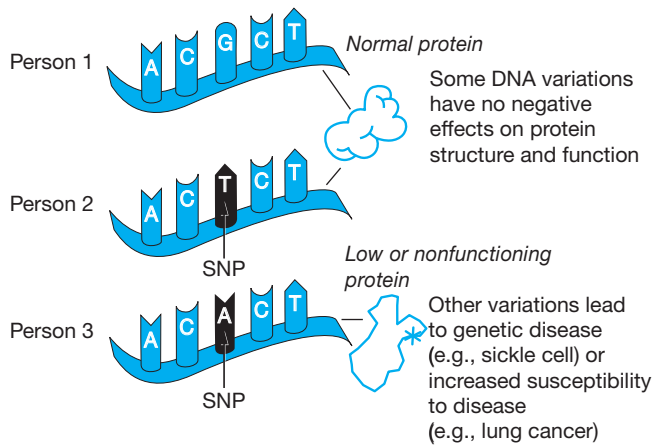 Person 1
A C G C T
Normal protein
Some DNA variations
have no negative
effects on protein
structure and function
Person 2
A C T C T
SNP
Low or nonfunctioning
protein
Person 3
A C A C T
SNP
Other variations lead
to genetic disease
(e.g., sickle cell) or
increased susceptibility
to disease
(e.g., lung cancer)